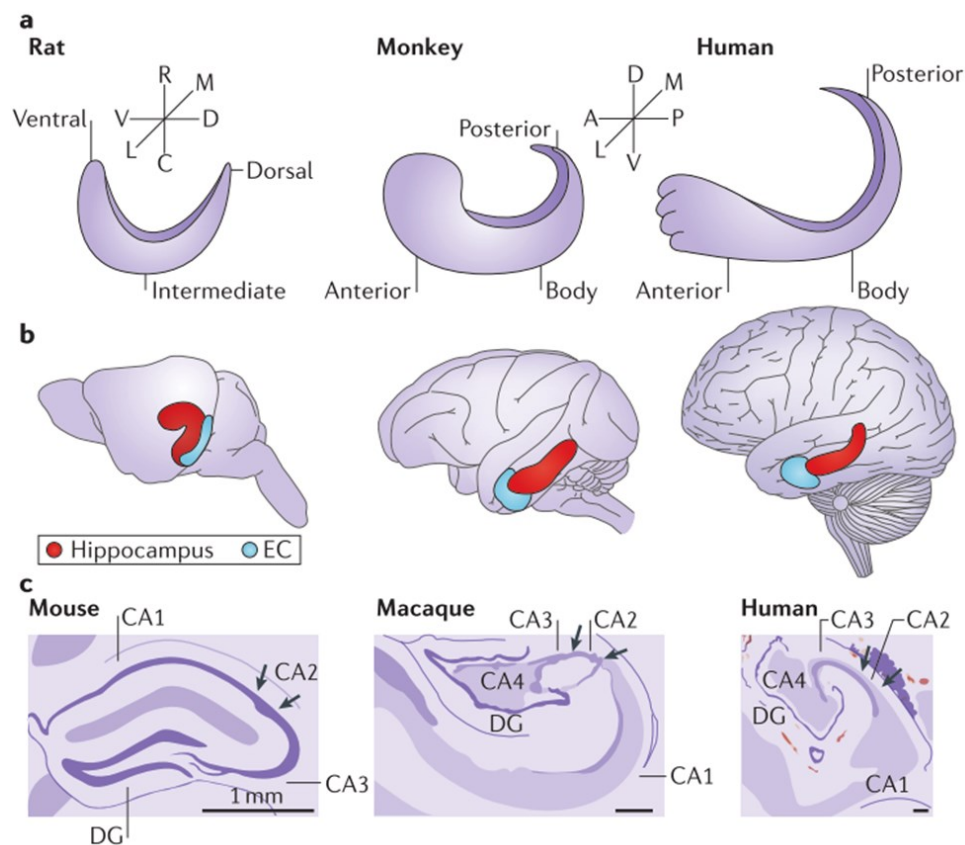 a
Rat
Monkey
Human
R
M
V
D
L
C
Ventral
Dorsal
Intermediate
D
M
A
P
L
V
Posterior
Anterior
Body
Posterior
Anterior
Body
b
Hippocampus
EC
c
Mouse
CA1
CA2
CA3
DG
1 mm
Macaque
CA3
CA2
CA4
DG
CA1
Human
CA3
CA2
CA4
DG
CA1